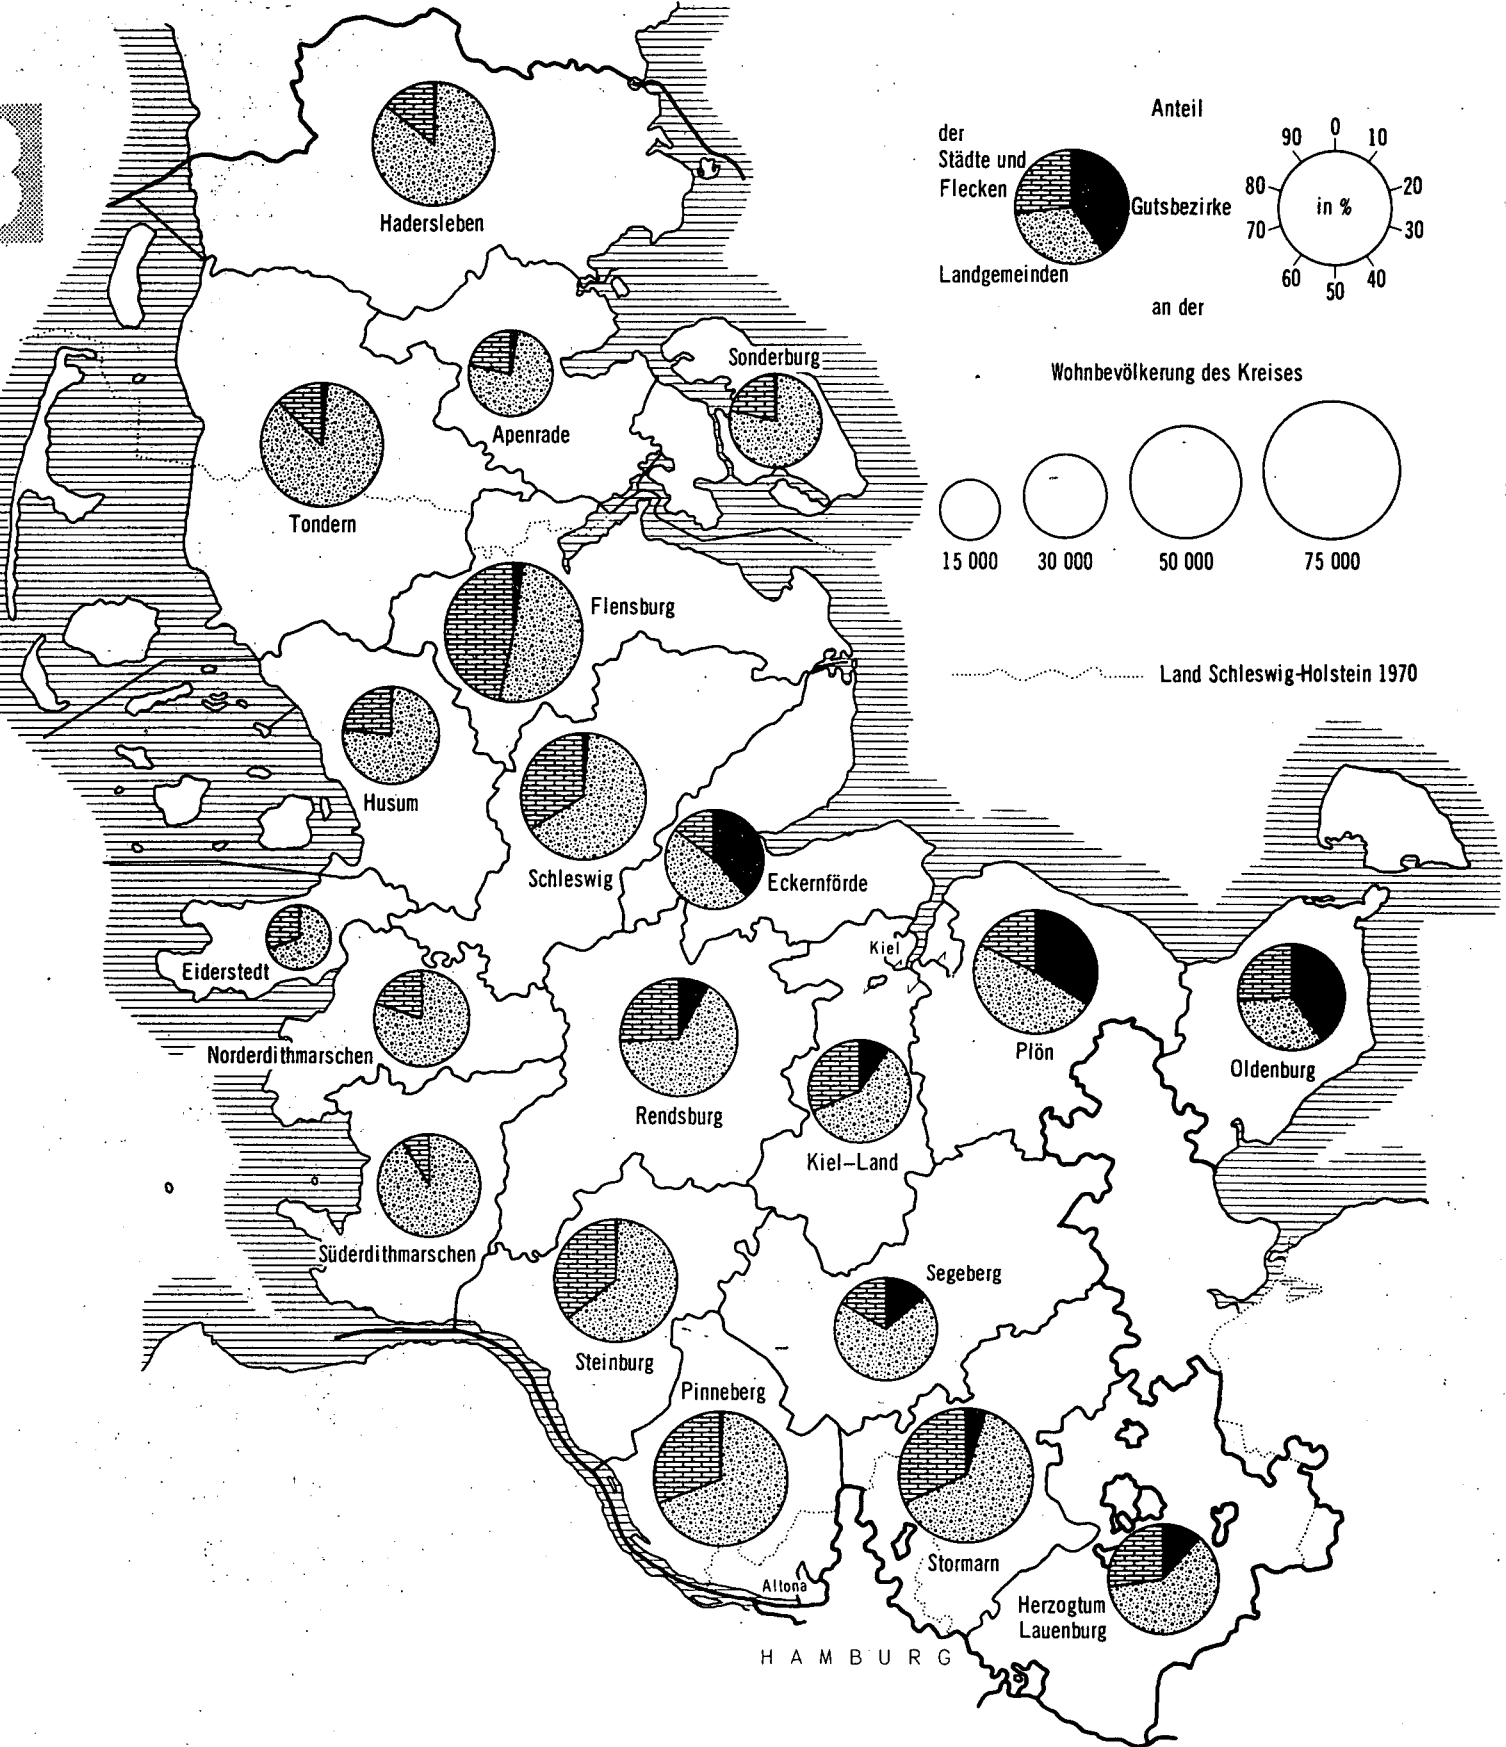 Anteil
der
Städte und
Flecken
Gutsbezirke
Landgemeinden
0
10
20
30
40
50
60
70
80
90
in %
an der
Wohnbevölkerung des Kreises
15 000
30 000
50 000
75 000
Land Schleswig-Holstein 1970
Hadersleben
Apenrade
Sonderburg
Tondern
Flensburg
Husum
Schleswig
Eckernförde
Eiderstedt
Kiel
Norderdithmarschen
Rendsburg
Plön
Oldenburg
Kiel-Land
Süderdithmarschen
Steinburg
Segeberg
Pinneberg
Stormarn
Altona
Herzogtum
Lauenburg
HAMBURG